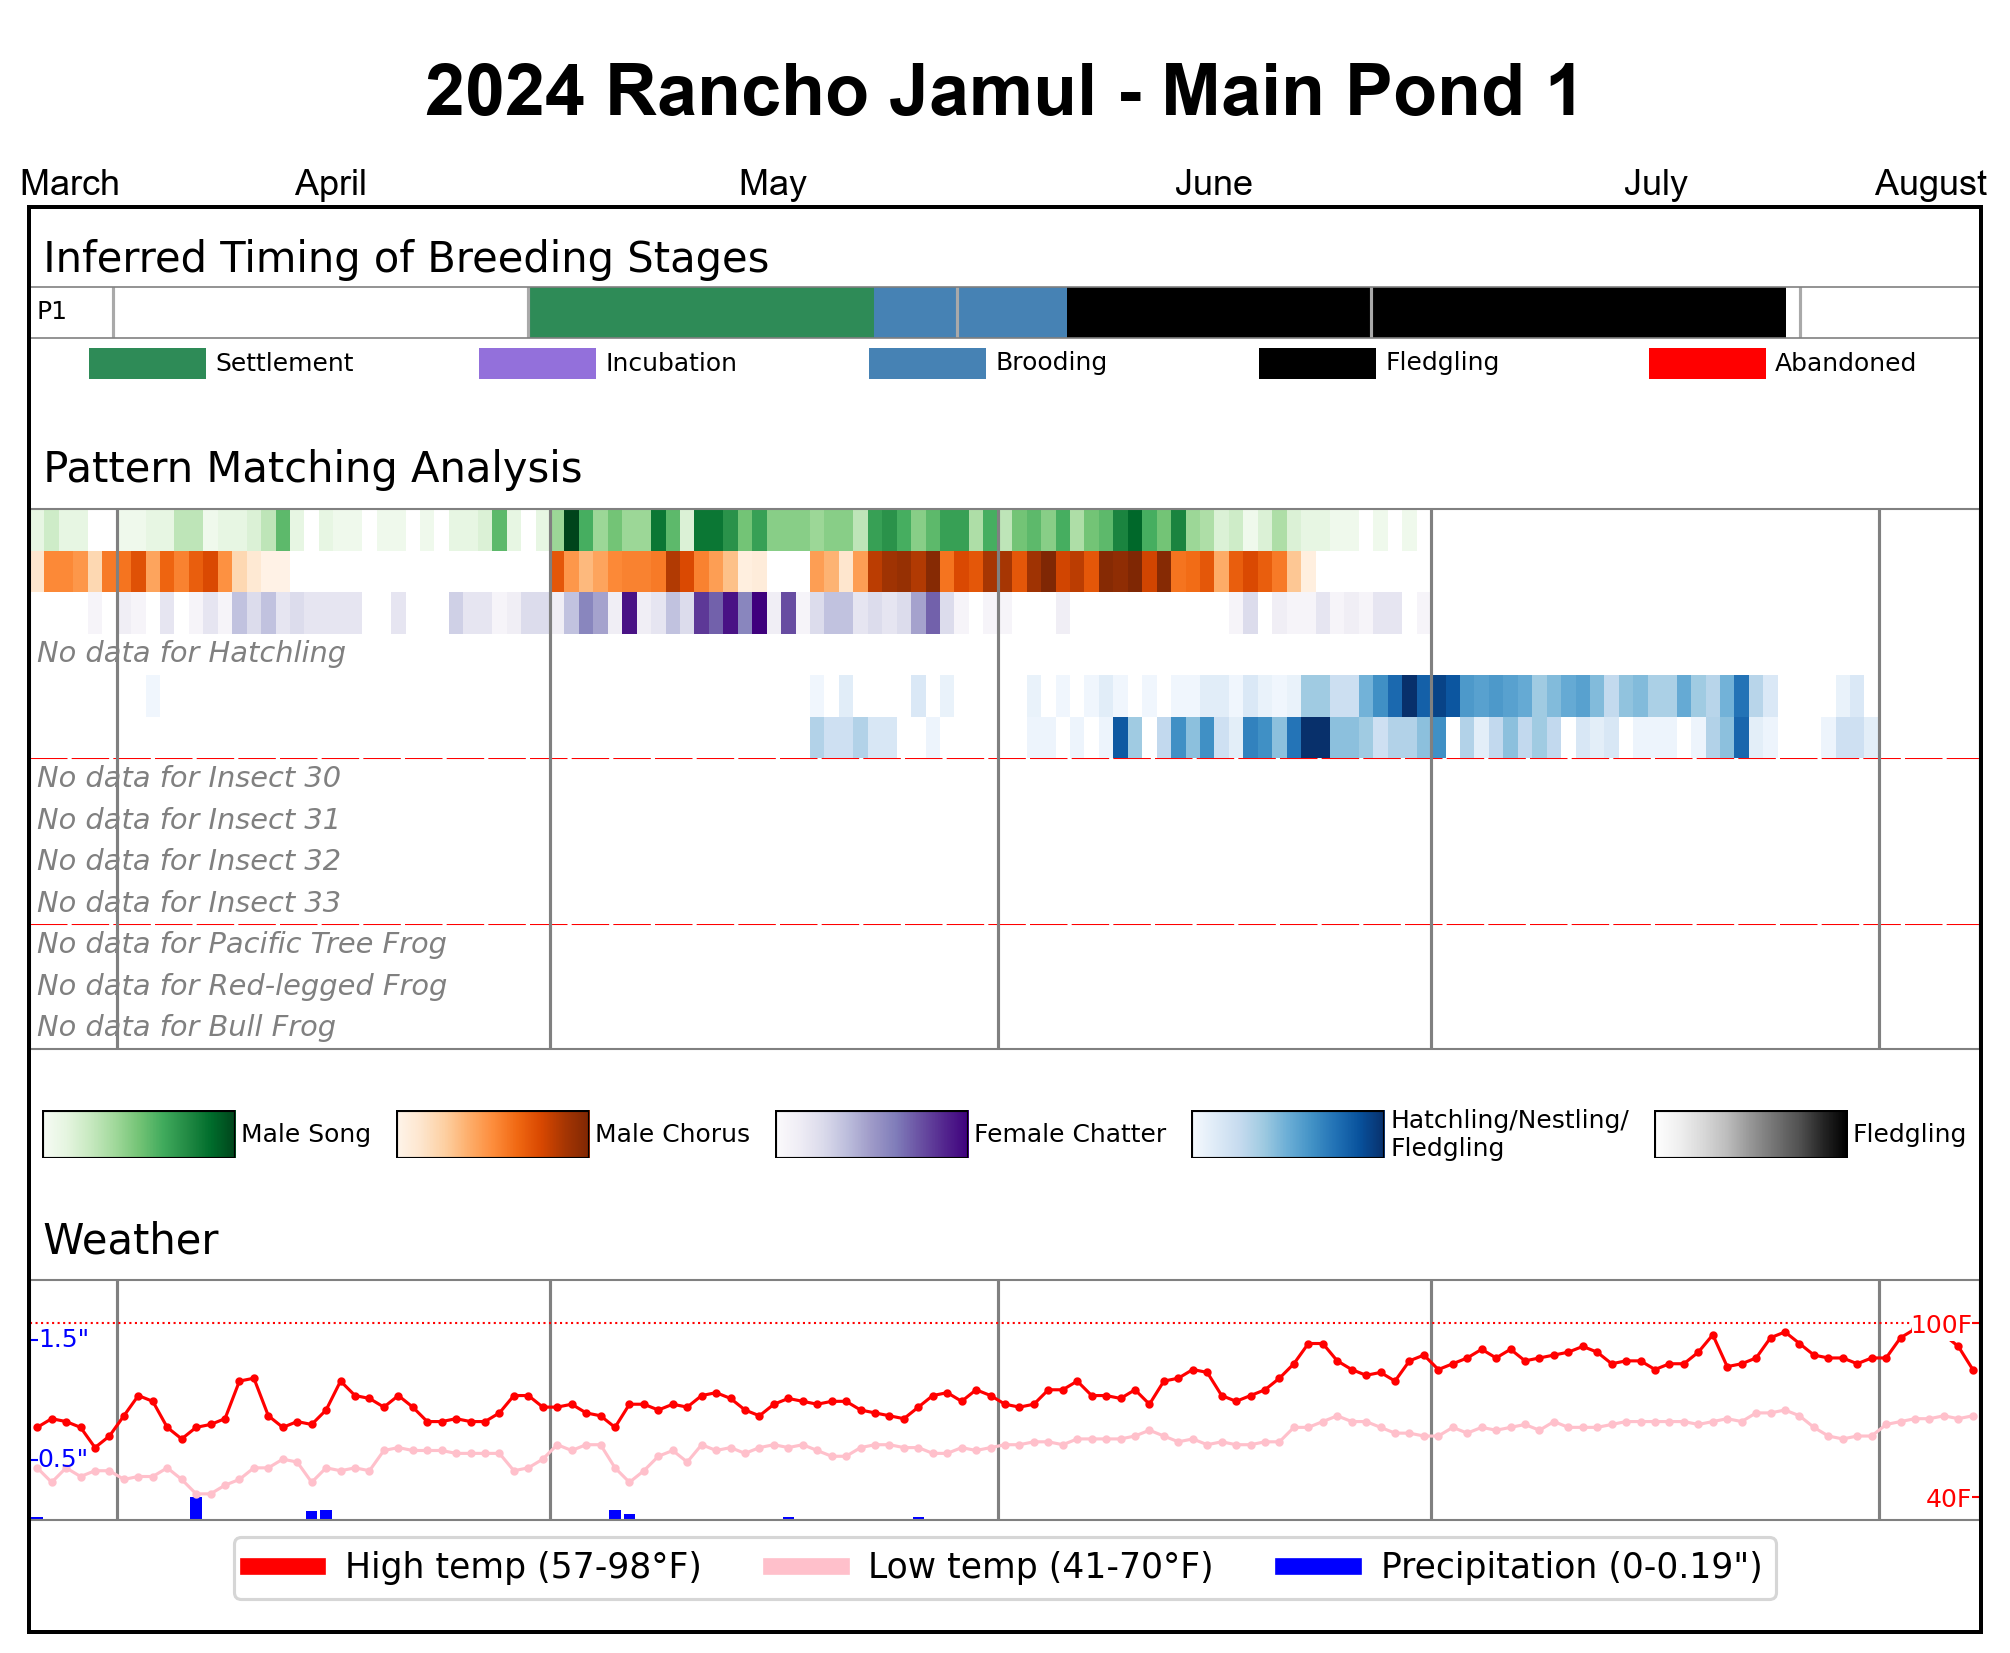 2024 Rancho Jamul - Main Pond 1
March April May June July August
Inferred Timing of Breeding Stages
P1
Settlement Incubation Brooding Fledgling Abandoned
Pattern Matching Analysis
No data for Hatchling
No data for Insect 30
No data for Insect 31
No data for Insect 32
No data for Insect 33
No data for Pacific Tree Frog
No data for Red-legged Frog
No data for Bull Frog
Male Song Male Chorus Female Chatter Hatchling/Nestling/
Fledgling Fledgling
Weather
1.5" 100F
0.5"
40F
High temp (57-98°F) Low temp (41-70°F) Precipitation (0-0.19")